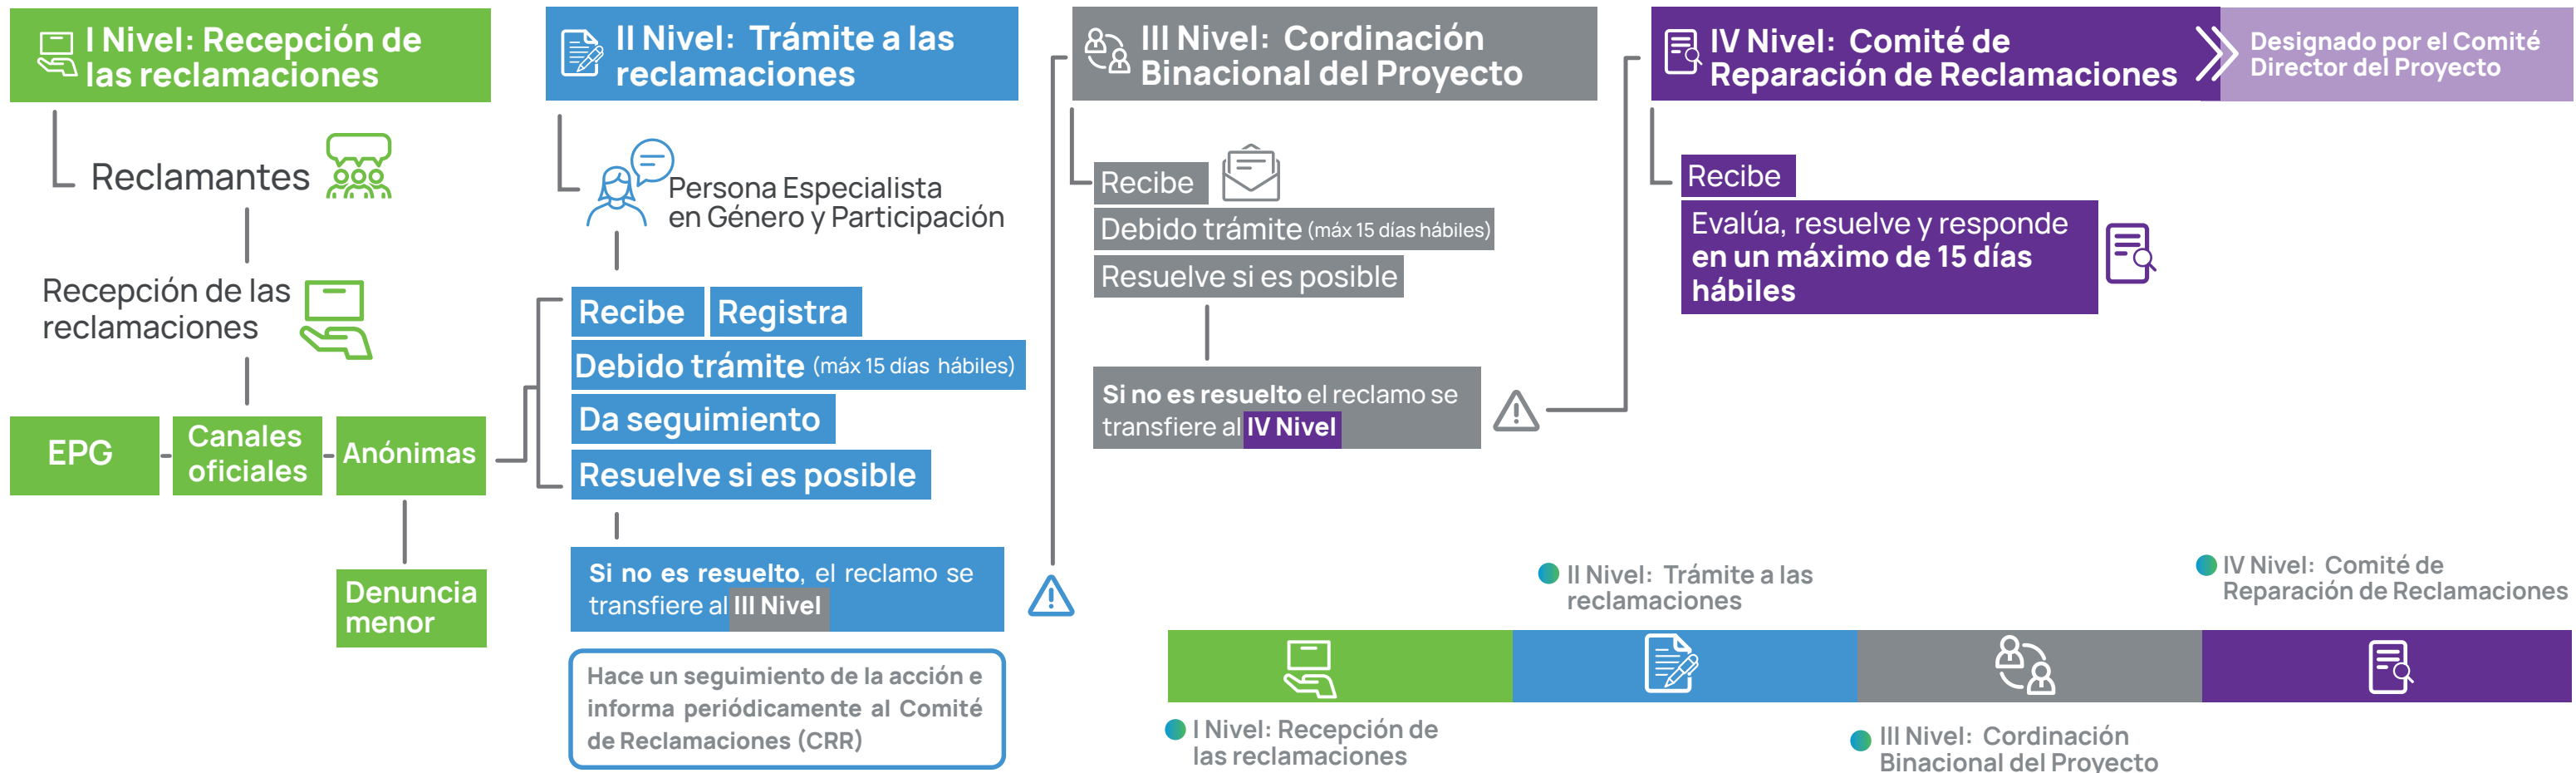 I Nivel: Recepción de
las reclamaciones
Reclamantes
Recepción de las
reclamaciones
EPG
Canales
oficiales
Anónimas
Denuncia
menor
II Nivel: Trámite a las
reclamaciones
Persona Especialista
en Género y Participación
Recibe
Registra
Debido trámite (máx 15 días hábiles)
Da seguimiento
Resuelve si es posible
Si no es resuelto, el reclamo se
transfiere al III Nivel
Hace un seguimiento de la acción e
informa periódicamente al Comité
de Reclamaciones (CRR)
III Nivel: Cordinación
Binacional del Proyecto
Recibe
Debido trámite (máx 15 días hábiles)
Resuelve si es posible
Si no es resuelto el reclamo se
transfiere al IV Nivel
IV Nivel: Comité de
Reparación de Reclamaciones
Designado por el Comité
Director del Proyecto
Recibe
Evalúa, resuelve y responde
en un máximo de 15 días
hábiles
I Nivel: Recepción de
las reclamaciones
II Nivel: Trámite a las
reclamaciones
III Nivel: Cordinación
Binacional del Proyecto
IV Nivel: Comité de
Reparación de Reclamaciones